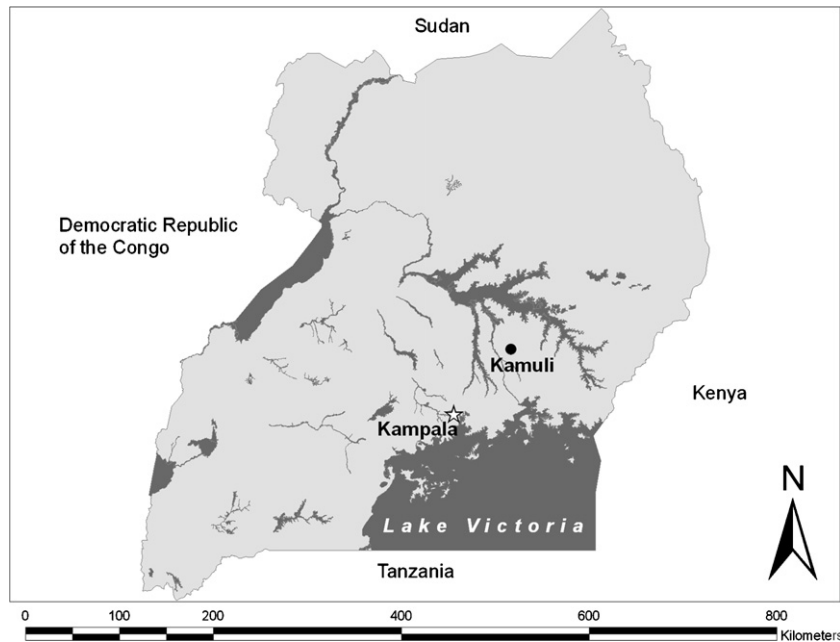 Sudan
Democratic Republic
of the Congo
Kamuli
Kenya
Kampala
N
Lake Victoria
Tanzania
0 100 200 400 600 800
Kilometers